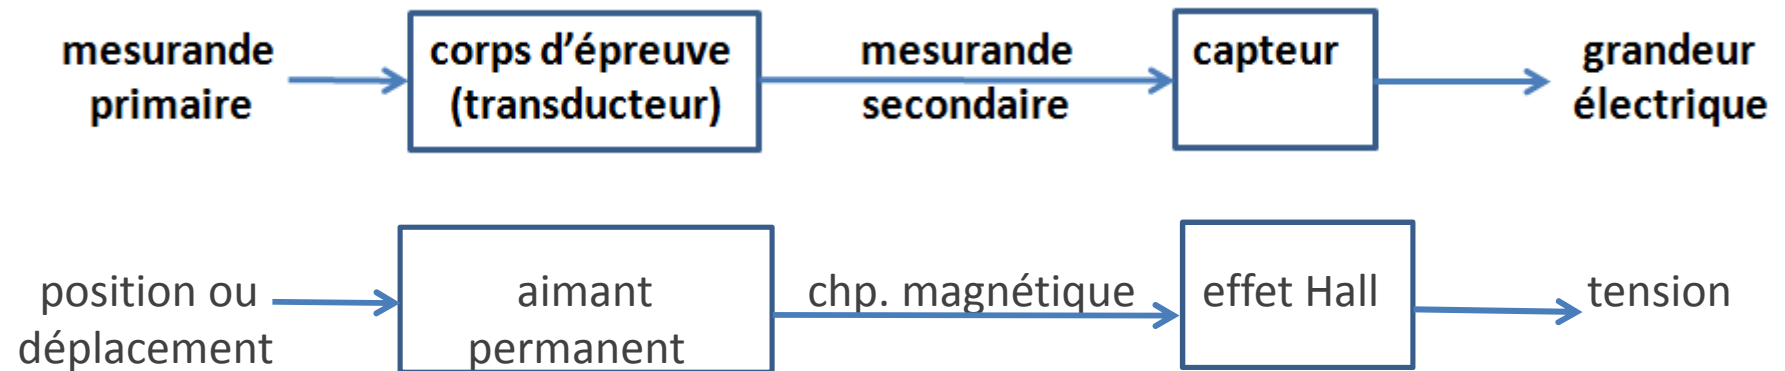 mesurande corps d’épreuve mesurande capteur grandeur
primaire (transducteur) secondaire électrique
position ou aimant chp. magnétique effet Hall tension
déplacement permanent